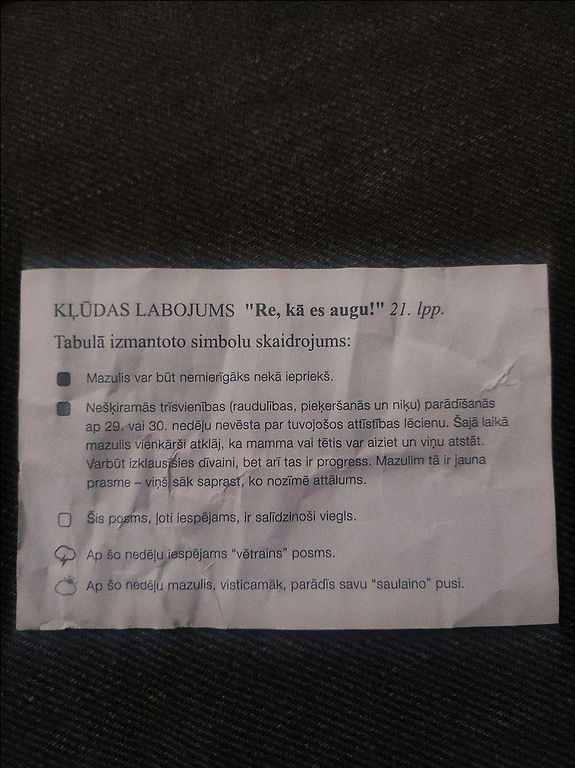 KĻŪDAS LABOJUMS "Re, kā es augu!" 21. lpp.
Tabulā izmantoto simbolu skaidrojums:
Mazulis var būt nemierīgāks nekā iepriekš.
Nešķiramās trīsvienības (raudulības, pieķeršanās un niķu) parādīšanās
ap 29. vai 30. nedēļu nevēsta par tuvojošos attīstības lēcienu. Šajā laikā
mazulis vienkārši atklāj, ka mamma vai tētis var aiziet un viņu atstāt.
Varbūt izklausīsies dīvaini, bet arī tas ir progress. Mazulim tā ir jauna
prasme – viņš sāk saprast, ko nozīmē attālums.
Šis posms, ļoti iespējams, ir salīdzinoši viegls.
Ap šo nedēļu iespējams “vētrains” posms.
Ap šo nedēļu mazulis, visticamāk, parādīs savu “saulaino” pusi.